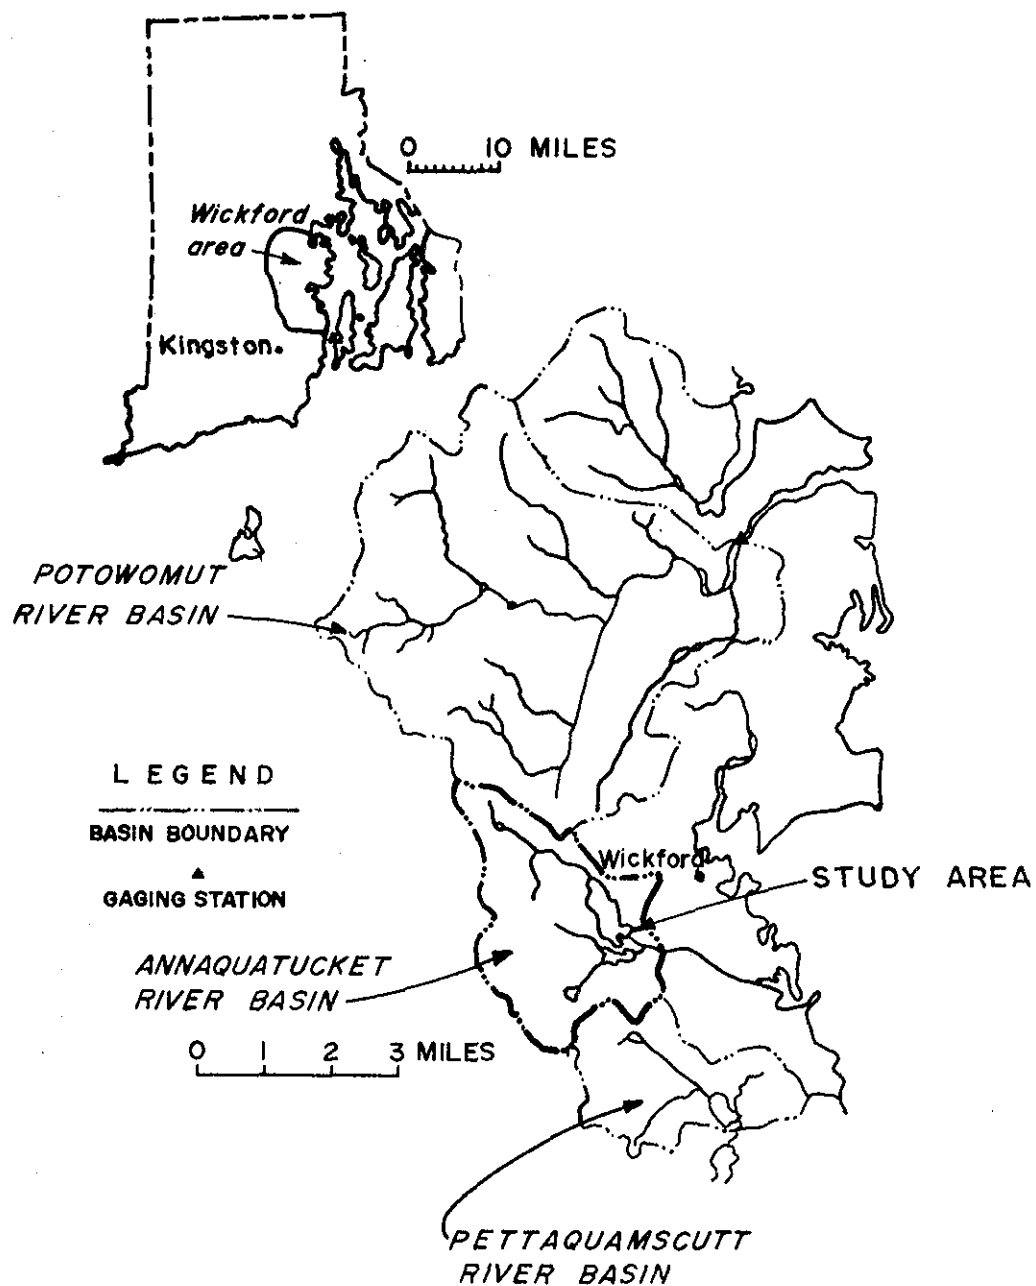 0 10 MILES
Wickford
area
Kingston.
POTOWOMUT
RIVER BASIN
LEGEND
BASIN BOUNDARY
GAGING STATION
Wickford
STUDY AREA
ANNAQUATUCKET
RIVER BASIN
0 1 2 3 MILES
PETTAQUAMSCUTT
RIVER BASIN